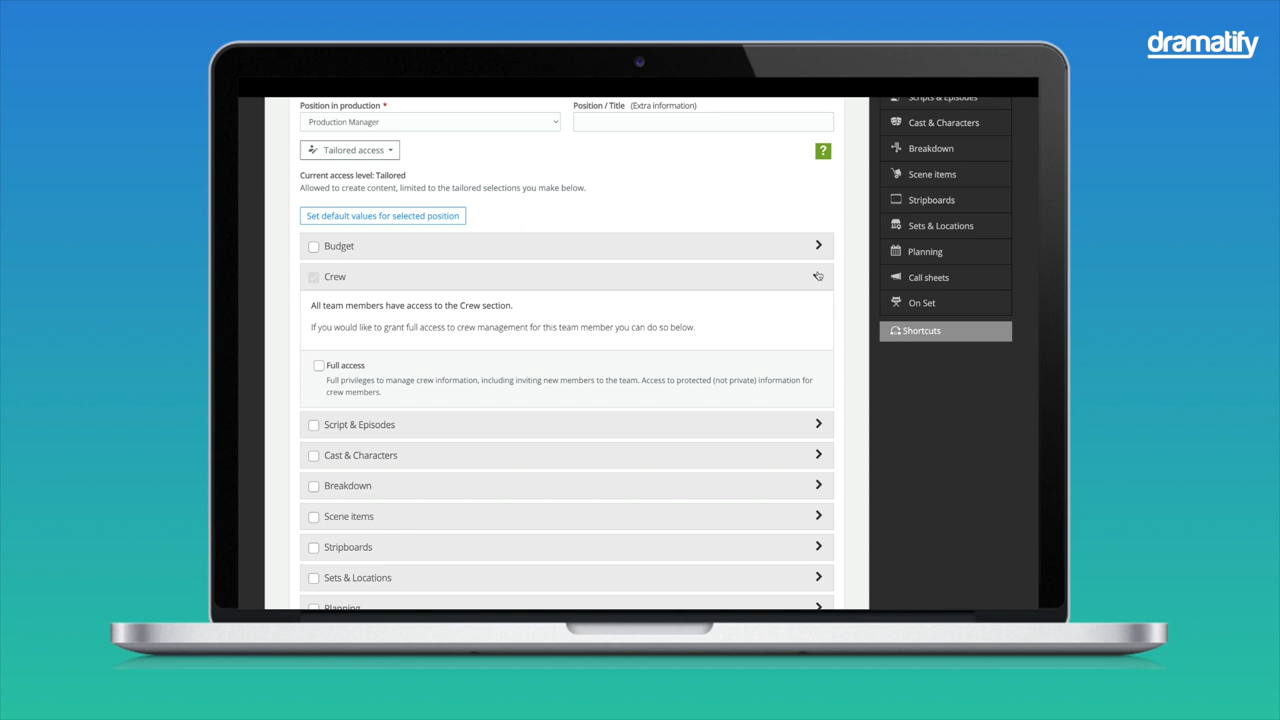 dramatify
Position in production *
Position / Title (Extra information)
Production Manager
Tailored access
?
Current access level: Tailored
Allowed to create content, limited to the tailored selections you make below.
Set default values for selected position
Budget
Crew
All team members have access to the Crew section.
If you would like to grant full access to crew management for this team member you can do so below.
Full access
Full privileges to manage crew information, including inviting new members to the team. Access to protected (not private) information for
crew members.
Script & Episodes
Cast & Characters
Breakdown
Scene items
Stripboards
Sets & Locations
Planning
Scripts & Episodes
Cast & Characters
Breakdown
Scene items
Stripboards
Sets & Locations
Planning
Call sheets
On Set
Shortcuts